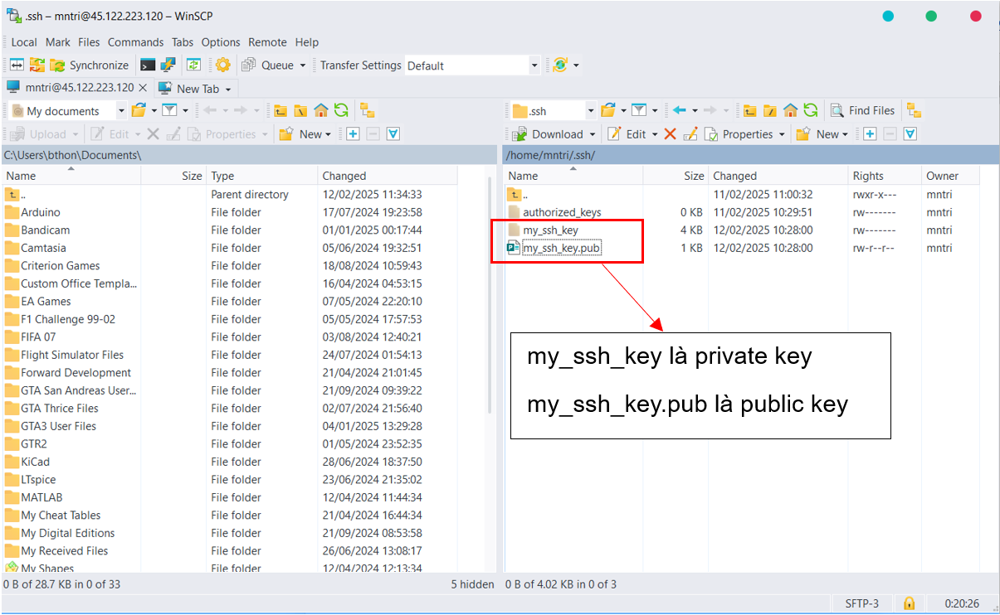 .ssh – mntri@45.122.223.120 – WinSCP
Local Mark Files Commands Tabs Options Remote Help
Synchronize Queue Transfer Settings Default
mntri@45.122.223.120 New Tab
My documents .ssh Find Files
Upload Edit Properties New Download Edit Properties New
C:\Users\bthon\Documents\ /home/mntri/.ssh/
Name Size Type Changed Name Size Changed Rights Owner
.. Parent directory 12/02/2025 11:34:33 .. 11/02/2025 11:00:32 rwxr-x--- mntri
Arduino File folder 17/07/2024 19:23:58 authorized_keys 0 KB 11/02/2025 10:29:51 rw------- mntri
Bandicam File folder 01/01/2025 00:17:44 my_ssh_key 4 KB 12/02/2025 10:28:00 rw------- mntri
Camtasia File folder 05/06/2024 19:32:51 my_ssh_key.pub 1 KB 12/02/2025 10:28:00 rw-r--r-- mntri
Criterion Games File folder 18/08/2024 10:59:43
Custom Office Templa... File folder 16/04/2024 04:53:15
EA Games File folder 07/05/2024 22:20:10
F1 Challenge 99-02 File folder 05/05/2024 17:57:53
FIFA 07 File folder 03/08/2024 12:40:21
Flight Simulator Files File folder 24/07/2024 01:54:13
Forward Development File folder 21/04/2024 21:01:45
GTA San Andreas User... File folder 21/09/2024 09:39:22
GTA Thrice Files File folder 02/07/2024 21:56:40
GTA3 User Files File folder 04/01/2025 13:29:28
GTR2 File folder 01/05/2024 23:52:35
KiCad File folder 28/06/2024 18:37:50
LTspice File folder 23/06/2024 21:35:02
MATLAB File folder 12/04/2024 11:44:34
My Cheat Tables File folder 21/04/2024 16:44:34
My Digital Editions File folder 21/09/2024 08:53:58
My Received Files File folder 26/06/2024 13:08:17
My Shapes File folder 12/04/2024 12:13:34
my_ssh_key là private key
my_ssh_key.pub là public key
0 B of 28.7 KB in 0 of 33 5 hidden 0 B of 4.02 KB in 0 of 3
SFTP-3 0:20:26